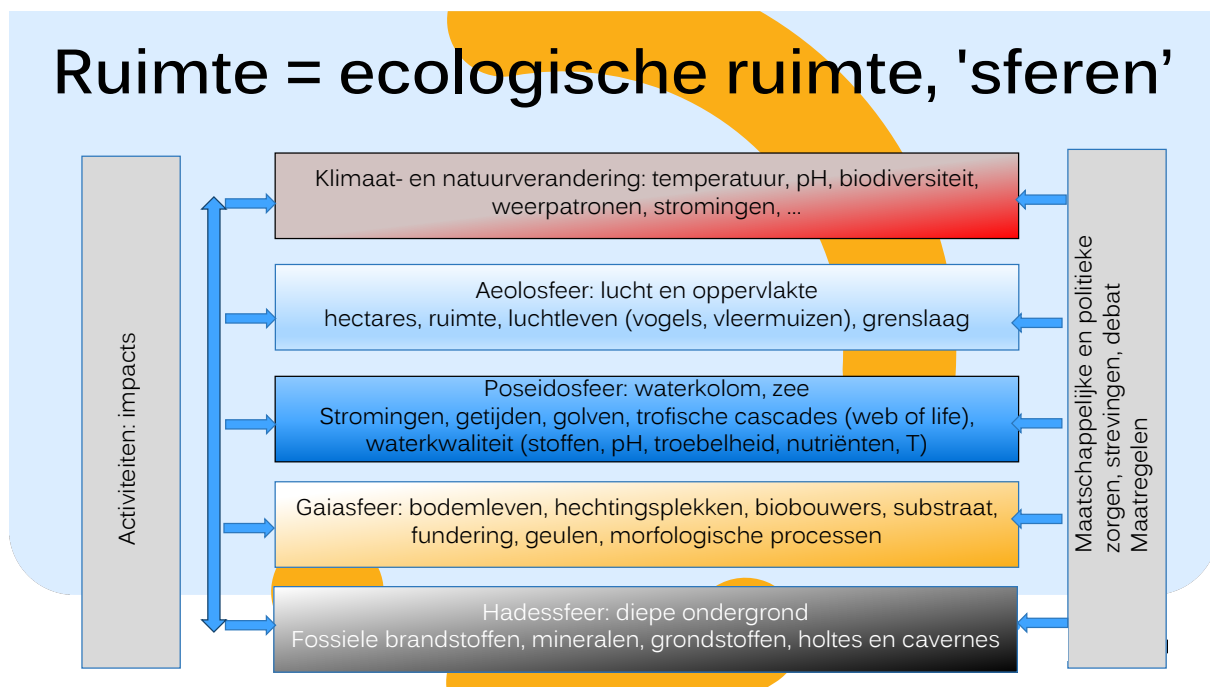 Ruimte = ecologische ruimte, 'sferen’
Activiteiten: impacts
Klimaat- en natuurverandering: temperatuur, pH, biodiversiteit,
weerpatronen, stromingen, ...
Aeolosfeer: lucht en oppervlakte
hectares, ruimte, luchtleven (vogels, vleermuizen), grenslaag
Poseidosfeer: waterkolom, zee
Stromingen, getijden, golven, trofische cascades (web of life),
waterkwaliteit (stoffen, pH, troebelheid, nutriënten, T)
Gaiasfeer: bodemleven, hechtingsplekken, biobouwers, substraat,
fundering, geulen, morfologische processen
Hadessfeer: diepe ondergrond
Fossiele brandstoffen, mineralen, grondstoffen, holtes en cavernes
Maatschappelijke en politieke
zorgen, strevingen, debat
Maatregelen